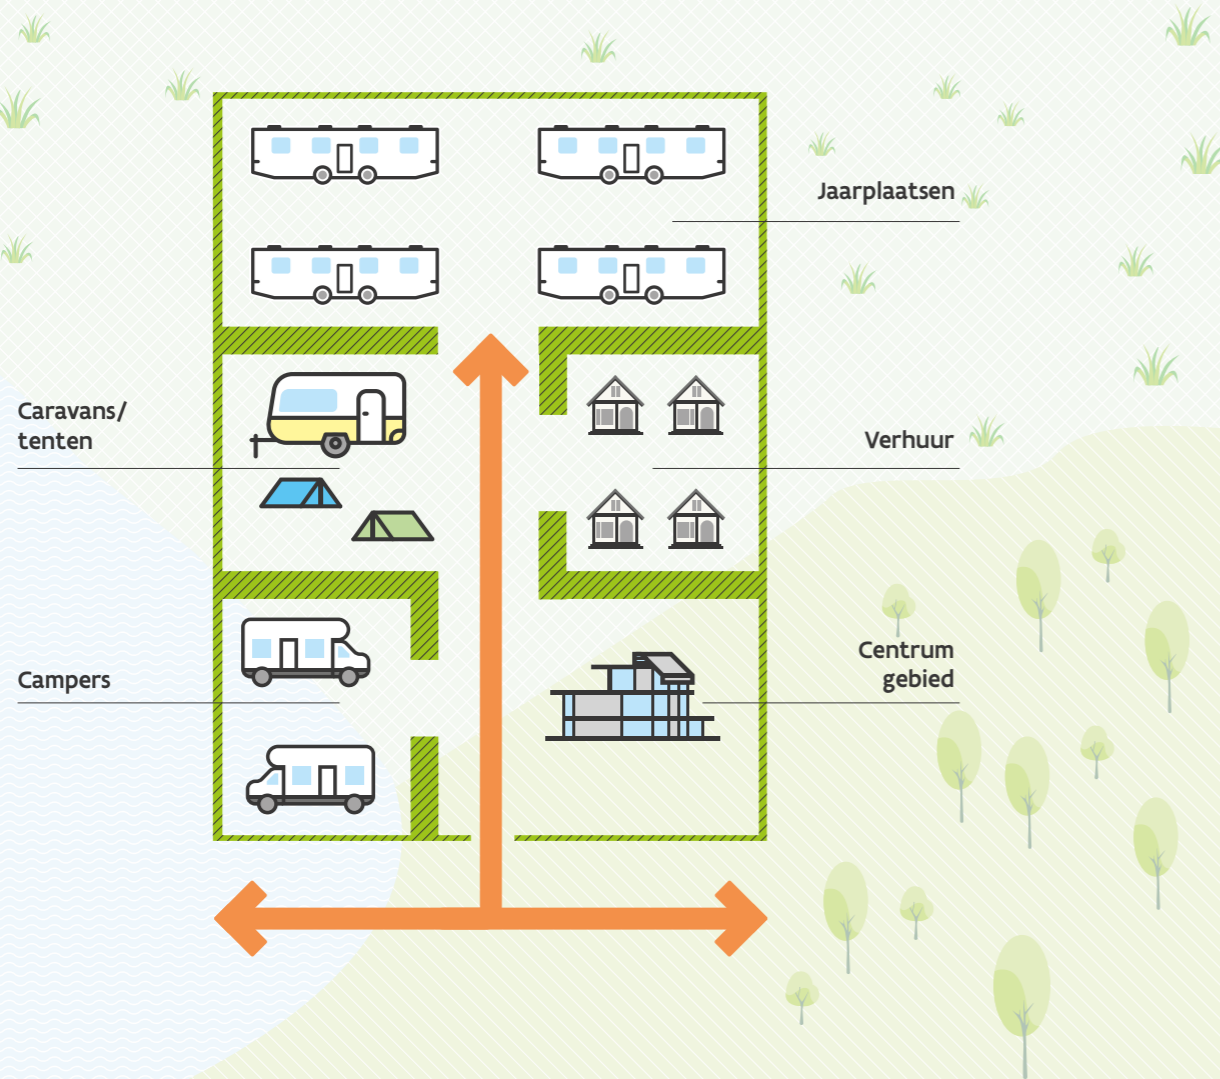 Jaarplaatsen
Caravans/
tenten
Verhuur
Centrum
gebied
Campers